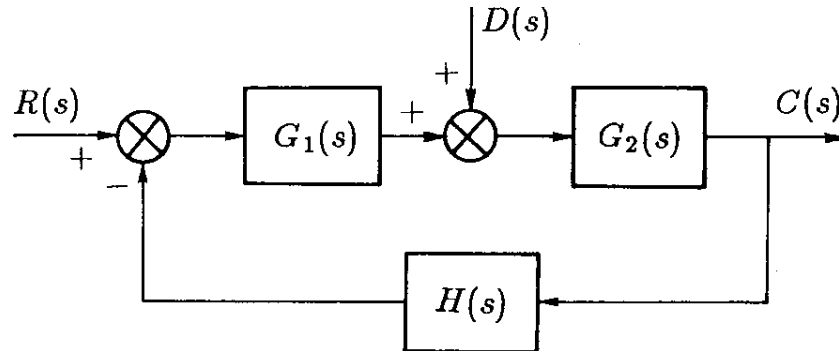 D(s)
+
R(s)
+
−
G₁(s)
+
G₂(s)
C(s)
H(s)